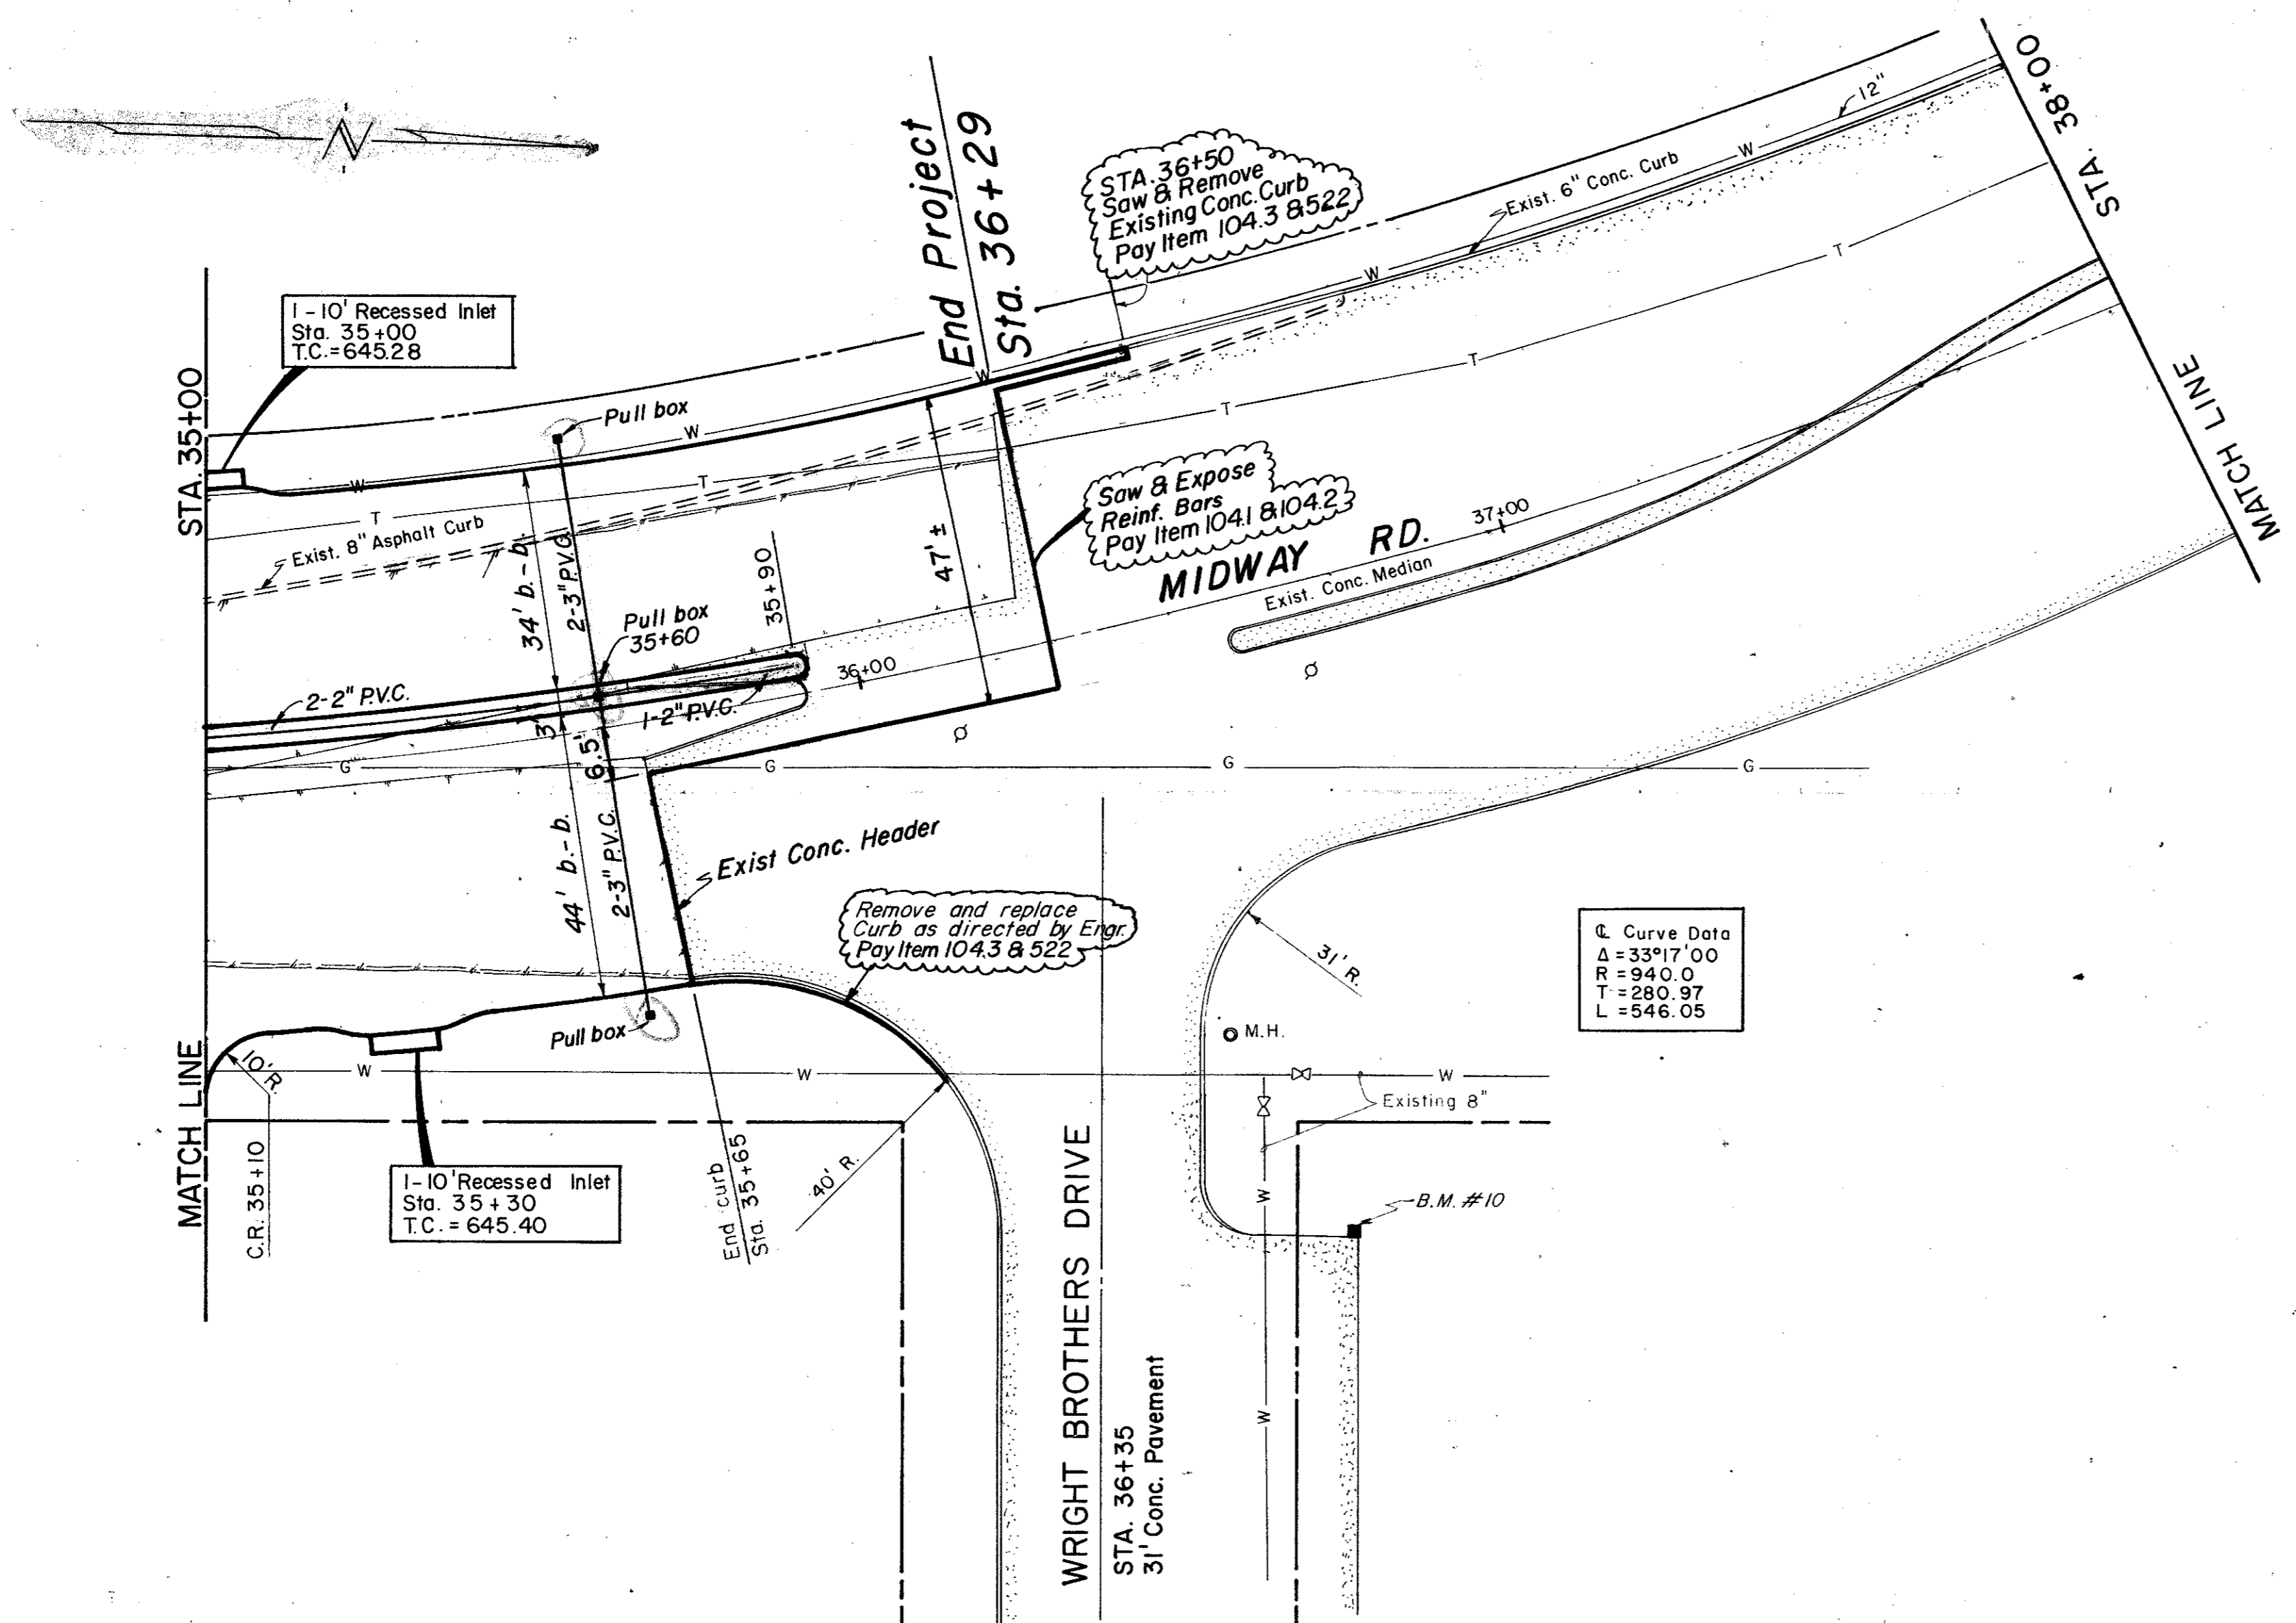 N
End Project
Sta. 36+29
STA. 36+50
Saw & Remove
Existing Conc. Curb
Pay Item 104.3 & 522
12"
W
Exist. 6" Conc. Curb
W
T
STA. 38+00
MATCH LINE
1-10' Recessed Inlet
Sta. 35+00
T.C.=645.28
STA. 35+00
Pull box
W
W
W
T
T
T
T
W
Exist. 8" Asphalt Curb
34' b.-b.
2-3" P.V.C.
Pull box
35+60
35+90
47' ±
Saw & Expose
Reinf. Bars
Pay Item 104.1 & 104.2
MIDWAY RD.
37+00
Exist. Conc. Median
36+00
2-2" P.V.C.
1-2" P.V.C.
3'
6.5'
G
G
G
G
44' b.-b.
2-3" P.V.C.
Exist Conc. Header
Remove and replace
Curb as directed by Engr.
Pay Item 104.3 & 522
31' R.
℄ Curve Data
Δ = 33°17'00
R = 940.0
T = 280.97
L = 546.05
Pull box
M.H.
10' R.
W
W
W
Existing 8"
MATCH LINE
C.R. 35+10
1-10' Recessed Inlet
Sta. 35+30
T.C. = 645.40
End curb
Sta. 35+65
40' R.
W
B.M. #10
W
WRIGHT BROTHERS DRIVE
STA. 36+35
31' Conc. Pavement